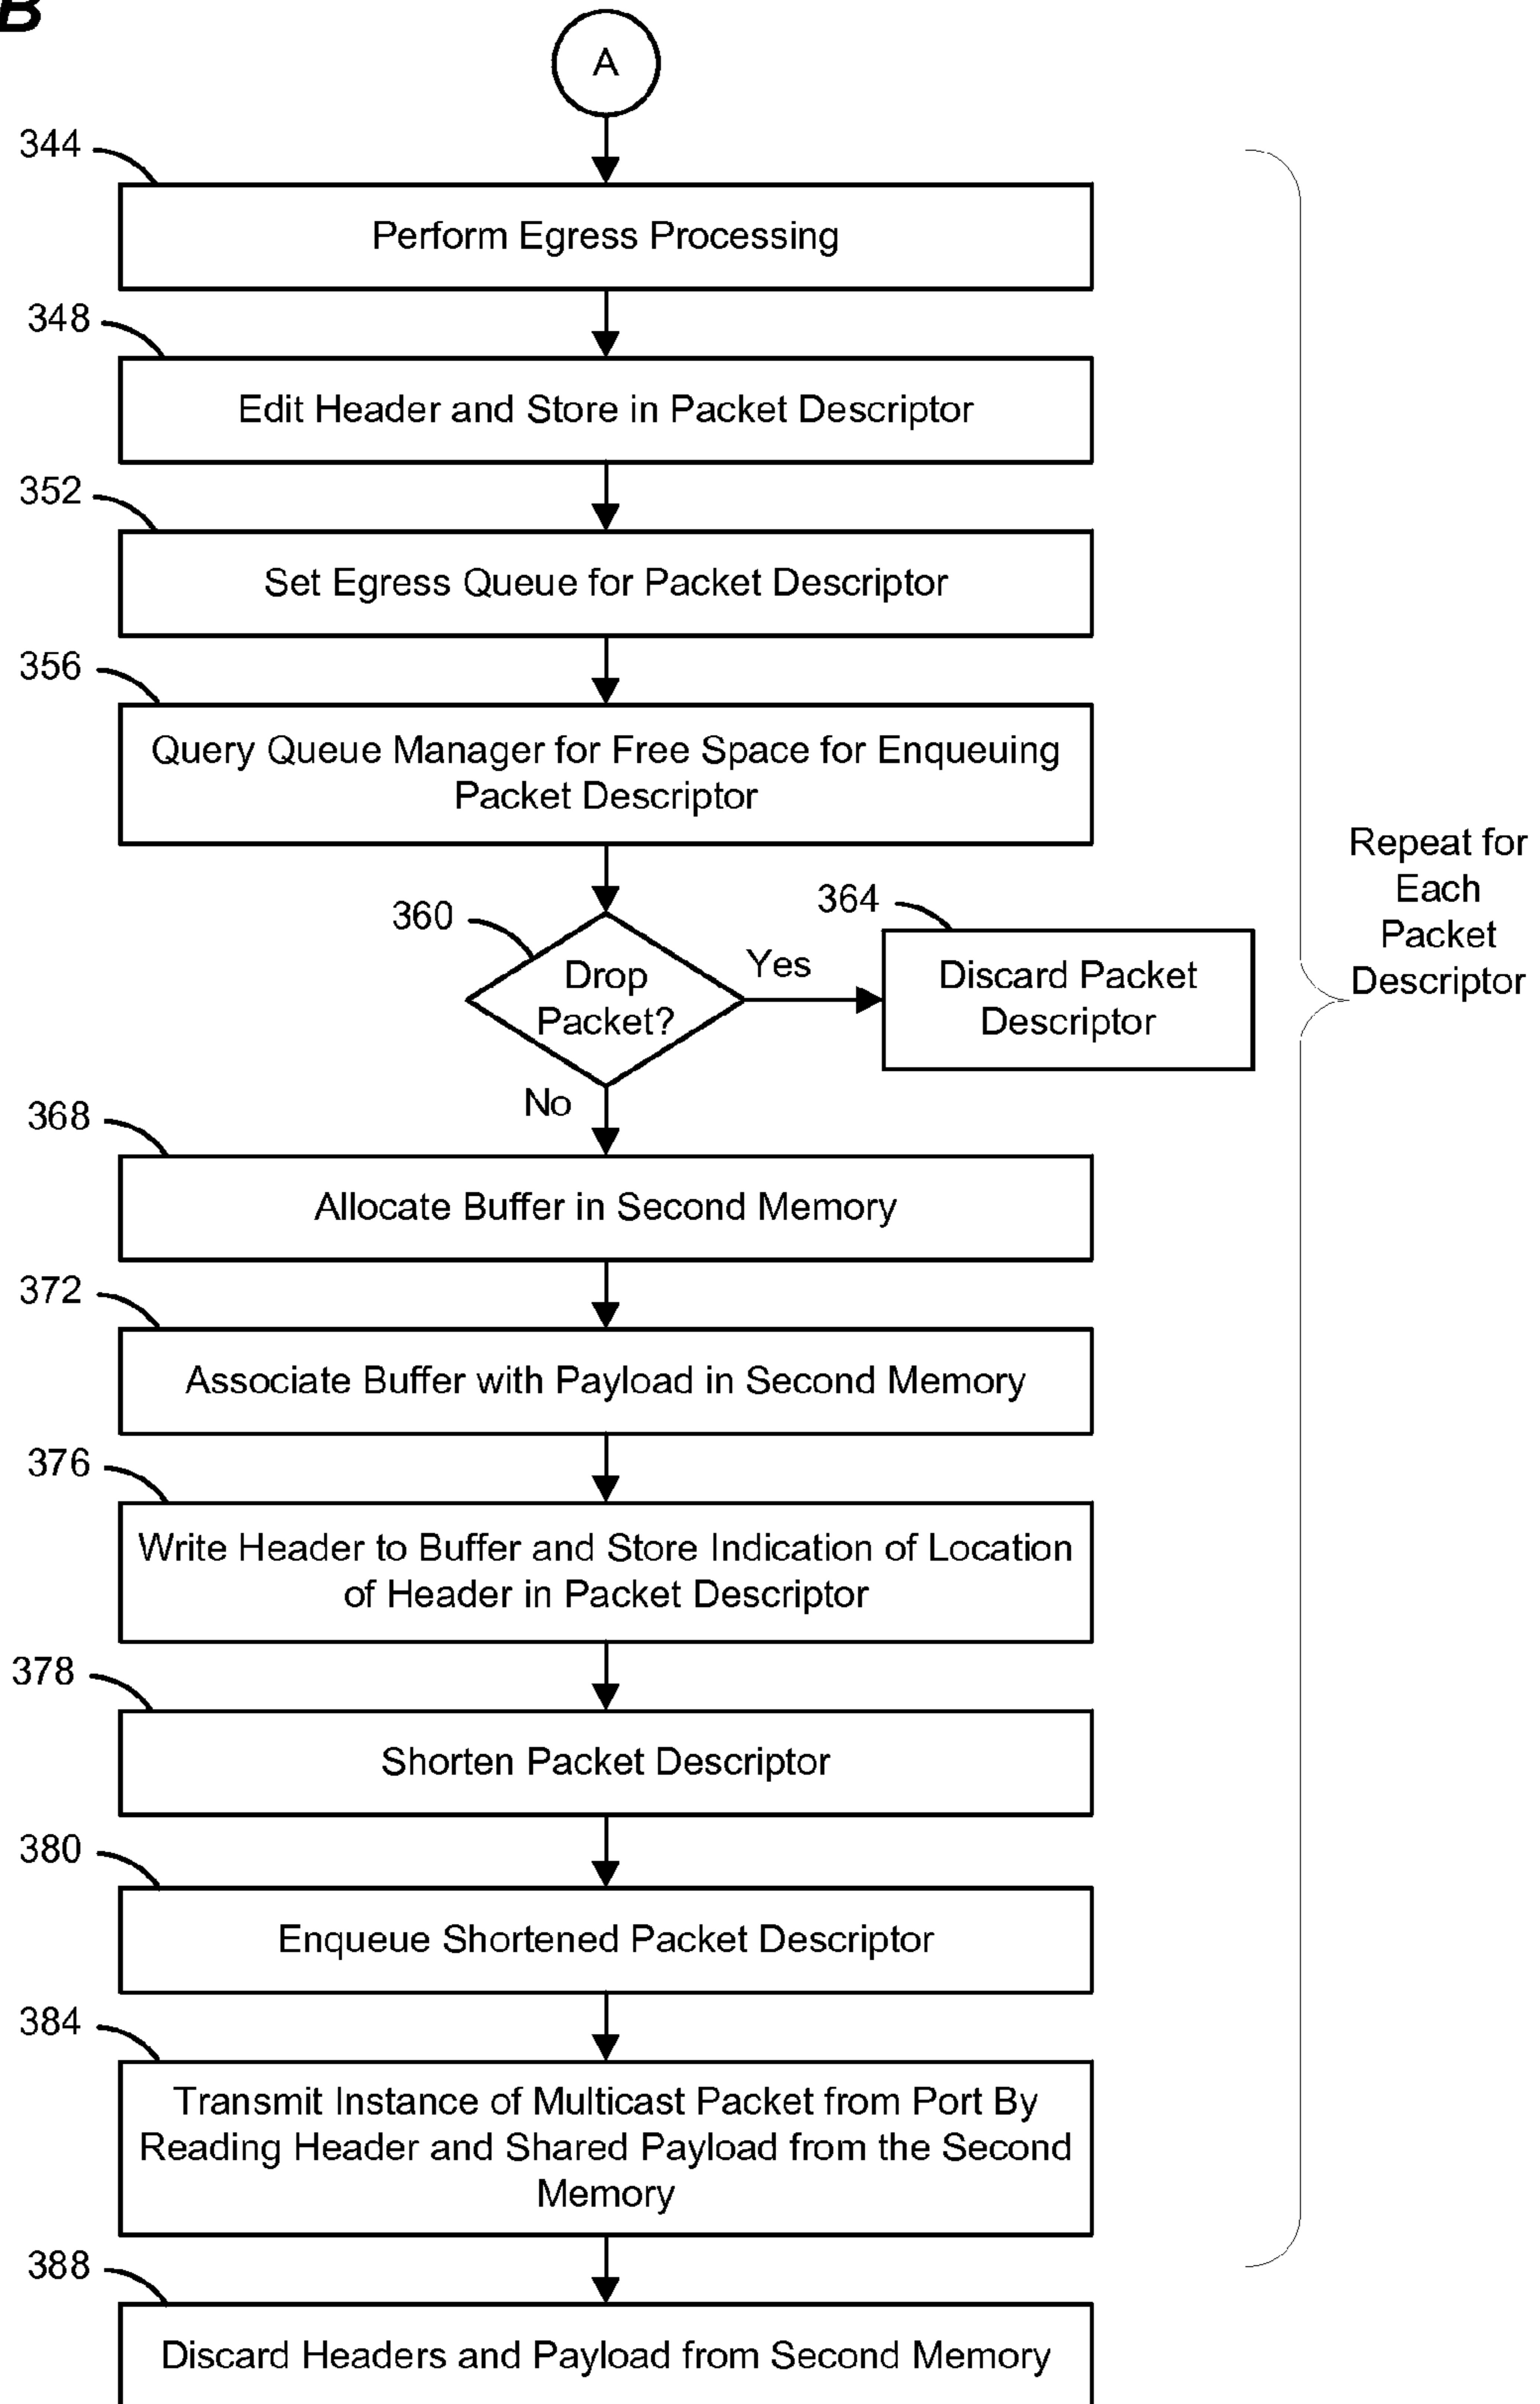 B
A
344
Perform Egress Processing
348
Edit Header and Store in Packet Descriptor
352
Set Egress Queue for Packet Descriptor
356
Query Queue Manager for Free Space for Enqueuing
Packet Descriptor
360
Drop
Packet?
Yes
364
Discard Packet
Descriptor
No
Repeat for
Each
Packet
Descriptor
368
Allocate Buffer in Second Memory
372
Associate Buffer with Payload in Second Memory
376
Write Header to Buffer and Store Indication of Location
of Header in Packet Descriptor
378
Shorten Packet Descriptor
380
Enqueue Shortened Packet Descriptor
384
Transmit Instance of Multicast Packet from Port By
Reading Header and Shared Payload from the Second
Memory
388
Discard Headers and Payload from Second Memory